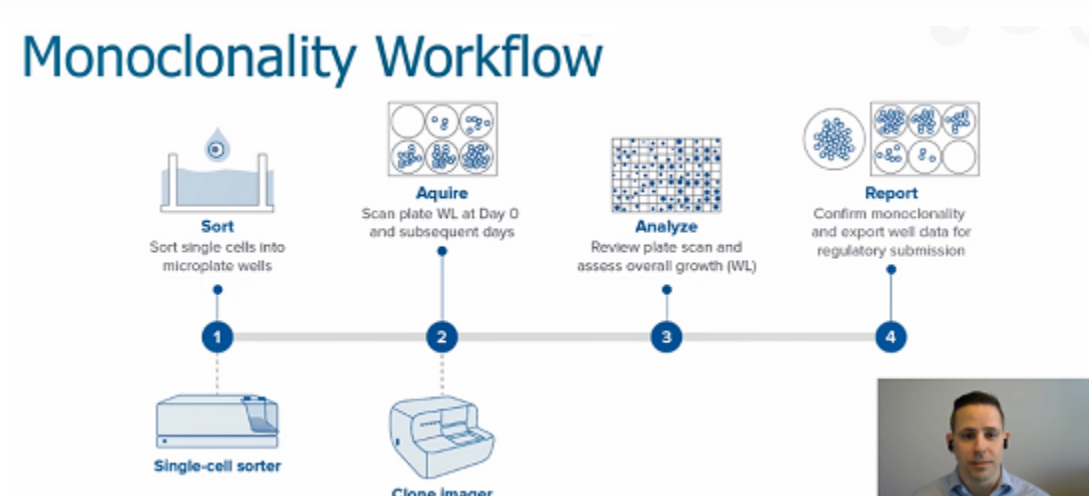 Monoclonality Workflow
Sort
Sort single cells into
microplate wells
Aquire
Scan plate WL at Day 0
and subsequent days
Analyze
Review plate scan and
assess overall growth (WL)
Report
Confirm monoclonality
and export well data for
regulatory submission
1
2
3
4
Single-cell sorter
Clone imager